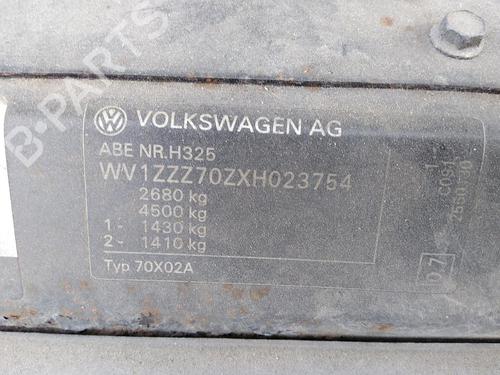 B-PARTS
VOLKSWAGEN AG
ABE NR.H325
WV1ZZZ70ZXH023754
2680 kg
4500 kg
1 - 1430 kg
2 - 1410 kg
Typ 70X02A